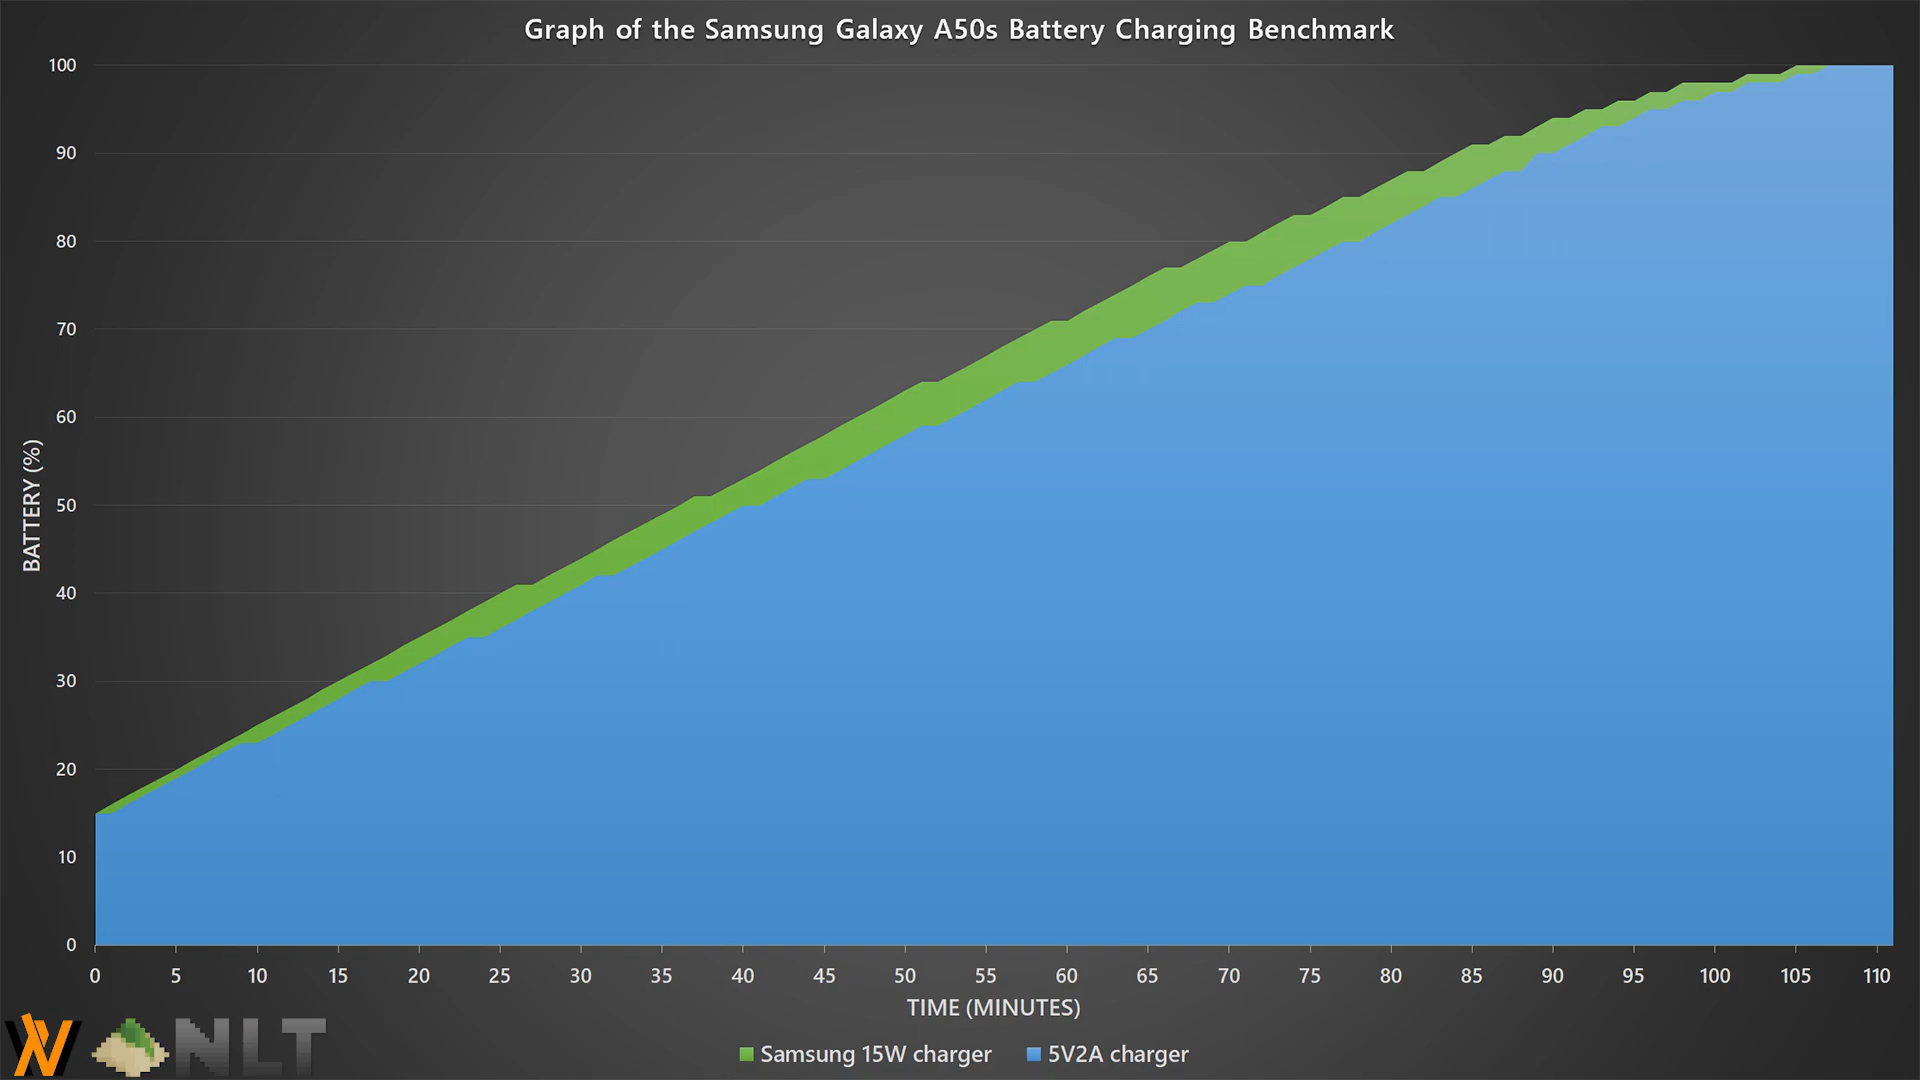 Graph of the Samsung Galaxy A50s Battery Charging Benchmark
100
90
80
70
60
50
40
30
20
10
0
BATTERY (%)
0 5 10 15 20 25 30 35 40 45 50 55 60 65 70 75 80 85 90 95 100 105 110
TIME (MINUTES)
Samsung 15W charger 5V2A charger
NLT